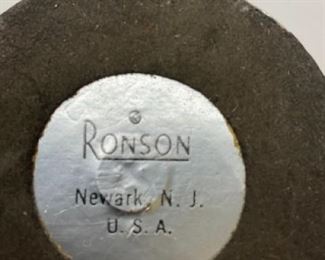 RONSON
Newark, N. J.
U. S. A.